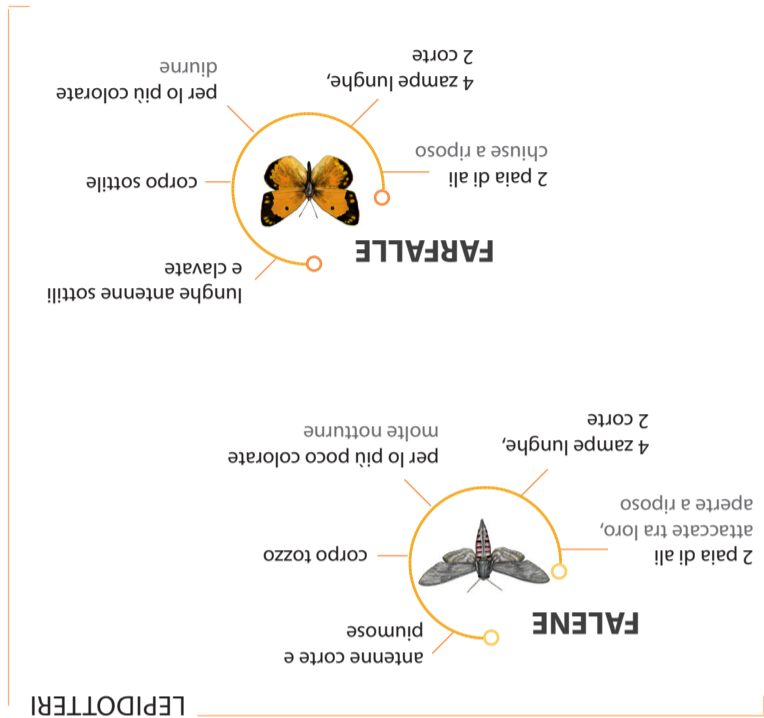 LEPIDOTTERI
FALENE
antenne corte e
piumose
corpo tozzo
per lo più poco colorate
molte notturne
4 zampe lunghe,
2 corte
2 paia di ali
attaccate tra loro,
aperte a riposo
FARFALLE
lunghe antenne sottili
e clavate
corpo sottile
per lo più colorate
diurne
4 zampe lunghe,
2 corte
2 paia di ali
chiuse a riposo